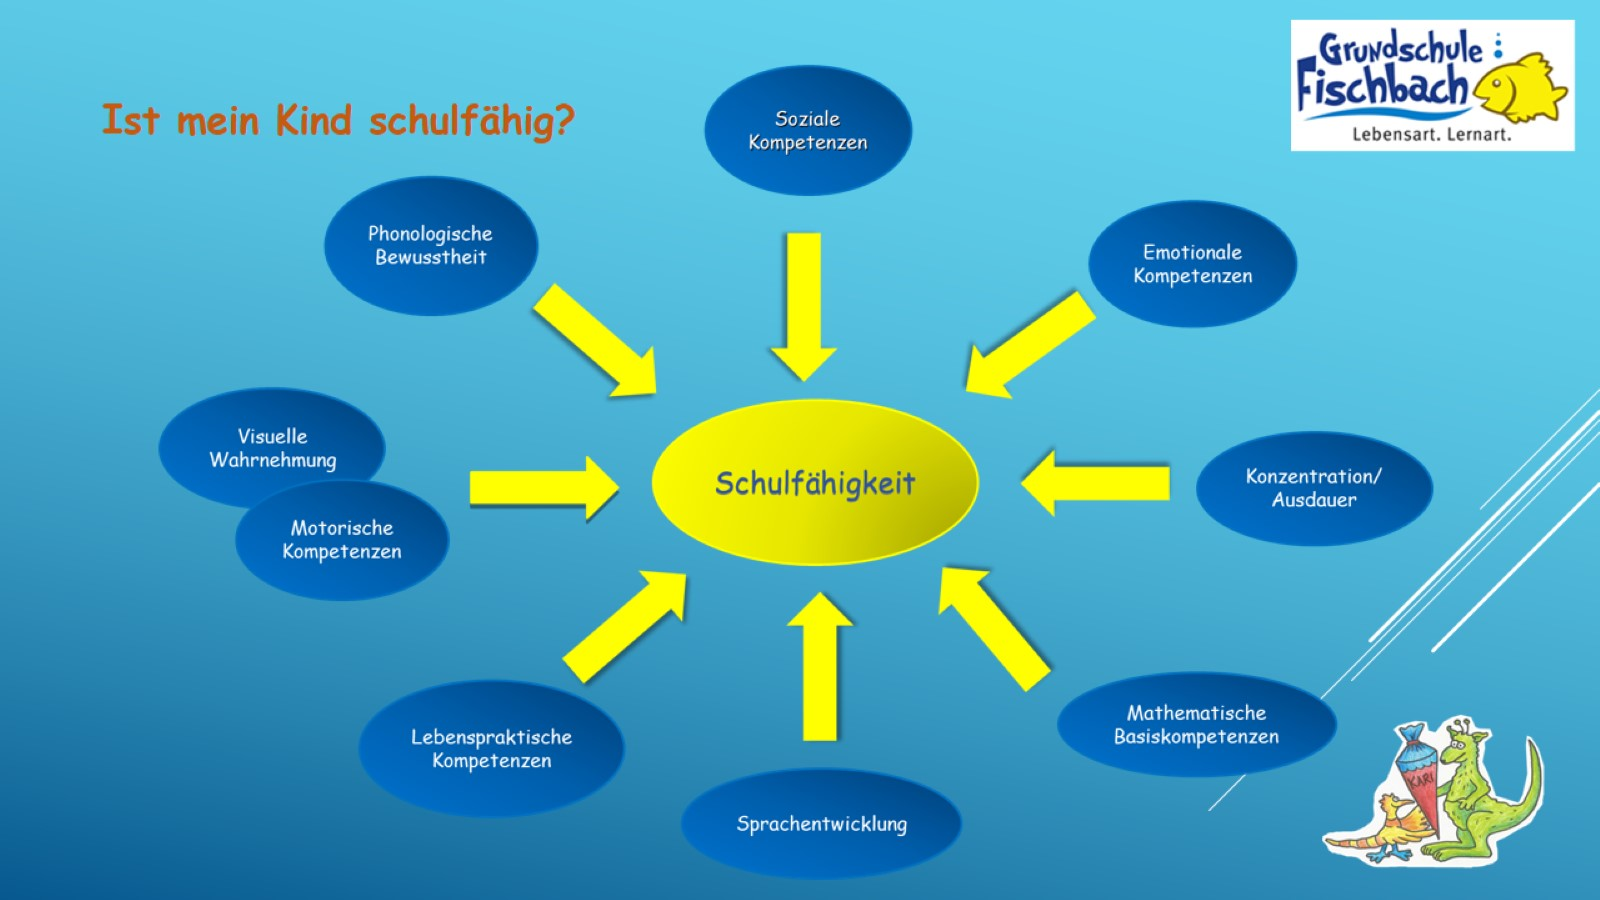 Grundschule
Fischbach
Lebensart. Lernart.
Ist mein Kind schulfähig?
Soziale
Kompetenzen
Phonologische
Bewusstheit
Emotionale
Kompetenzen
Visuelle
Wahrnehmung
Motorische
Kompetenzen
Schulfähigkeit
Konzentration/
Ausdauer
Lebenspraktische
Kompetenzen
Mathematische
Basiskompetenzen
Sprachentwicklung
KARI